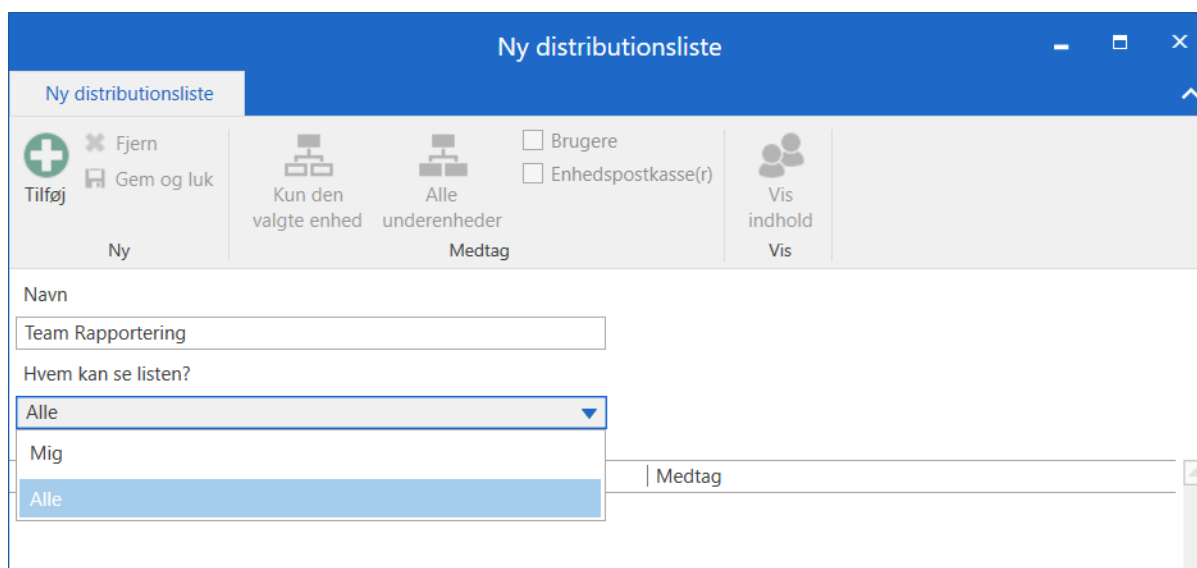 Ny distributionsliste
Ny distributionsliste
Tilføj
Fjern
Gem og luk
Ny
Kun den
valgte enhed
Alle
underenheder
Brugere
Enhedspostkasse(r)
Medtag
Vis
indhold
Vis
Navn
Team Rapportering
Hvem kan se listen?
Alle
Mig
Alle
Medtag